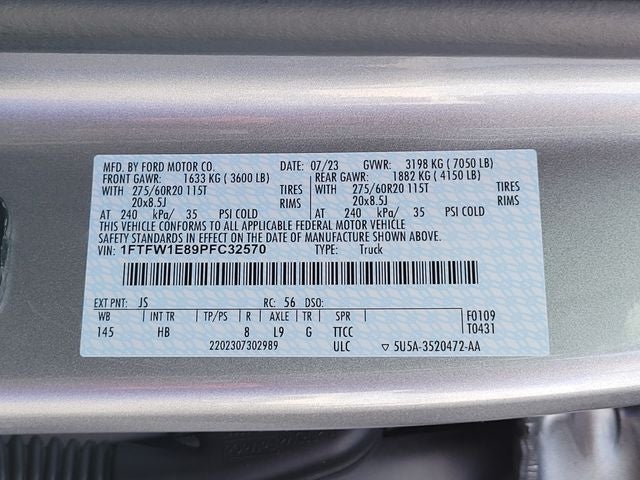 MFD. BY FORD MOTOR CO. DATE: 07/23 GVWR: 3198 KG ( 7050 LB)
FRONT GAWR: 1633 KG ( 3600 LB) REAR GAWR: 1882 KG ( 4150 LB)
WITH 275/60R20 115T TIRES WITH 275/60R20 115T TIRES
20x8.5J RIMS 20x8.5J RIMS
AT 240 kPa/ 35 PSI COLD AT 240 kPa/ 35 PSI COLD
THIS VEHICLE CONFORMS TO ALL APPLICABLE FEDERAL MOTOR VEHICLE
SAFETY STANDARDS IN EFFECT ON THE DATE OF MANUFACTURE SHOWN ABOVE.
VIN: 1FTFW1E89PFC32570 TYPE: Truck
EXT PNT: JS RC: 56 DSO:
WB INT TR TP/PS R AXLE TR SPR F0109
145 HB 8 L9 G TTCC T0431
2202307302989 ULC ▽ 5U5A-3520472-AA